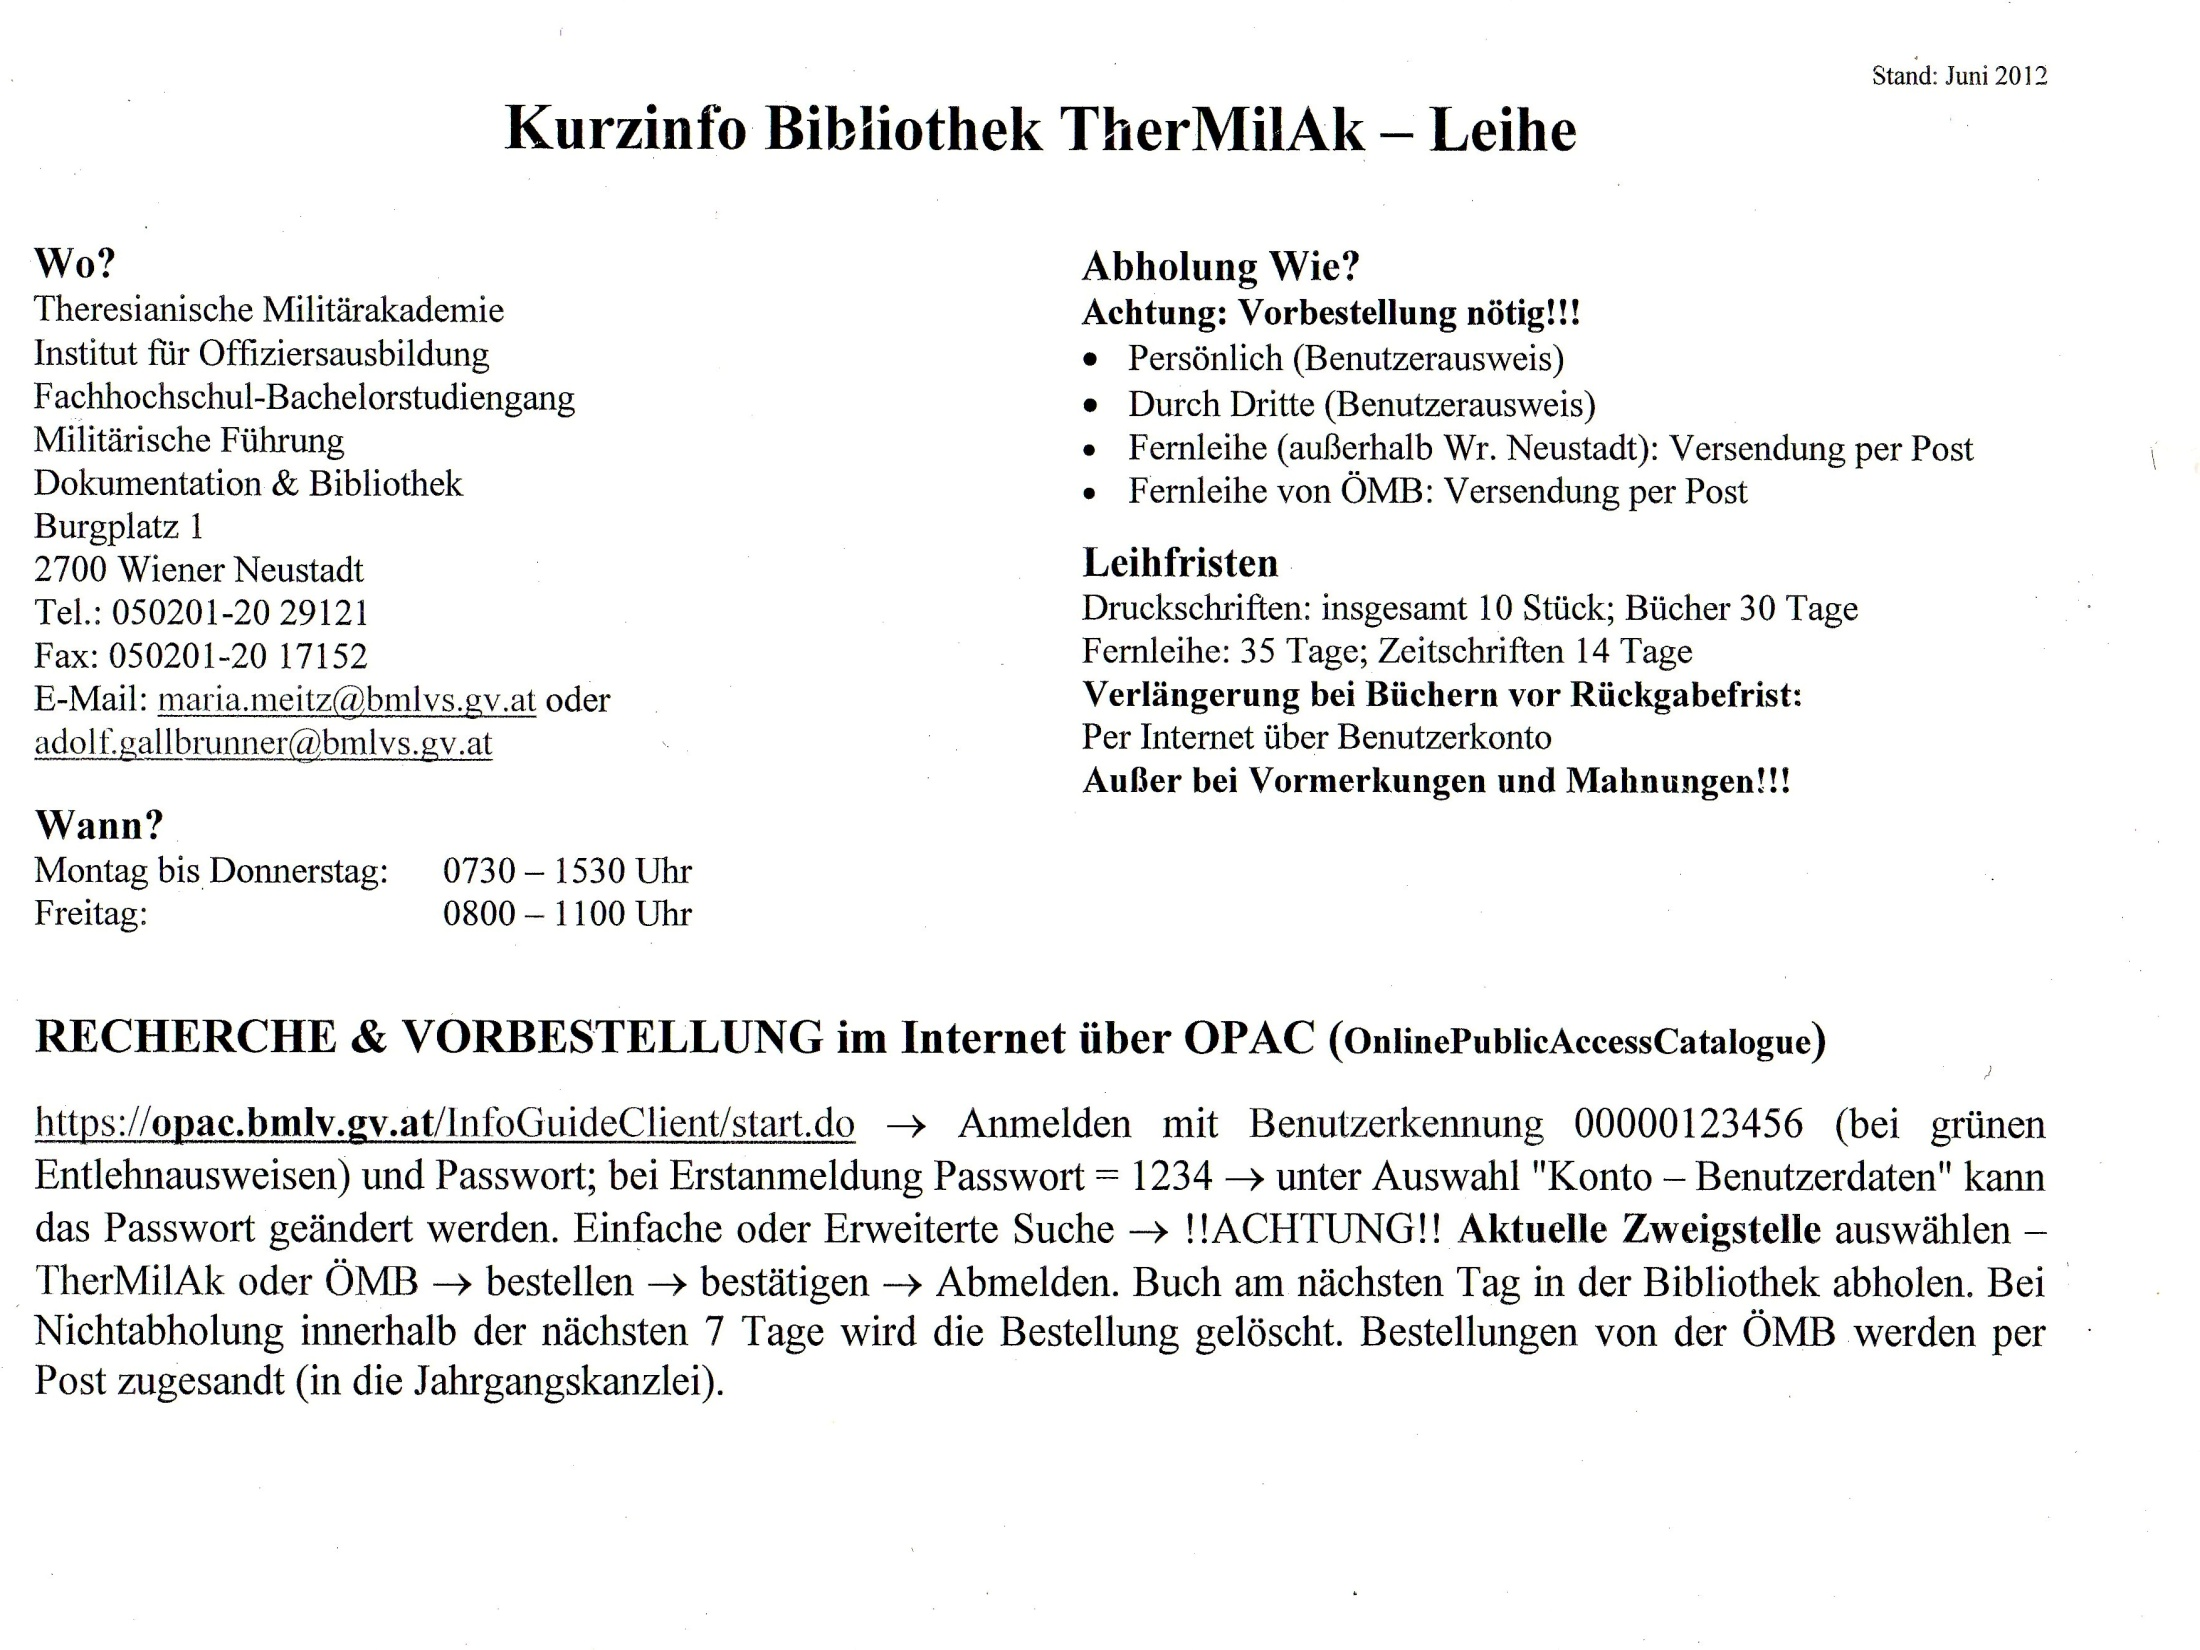 Stand: Juni 2012
Kurzinfo Bibliothek TherMilAk – Leihe
Wo?
Theresianische Militärakademie
Institut für Offiziersausbildung
Fachhochschul-Bachelorstudiengang
Militärische Führung
Dokumentation & Bibliothek
Burgplatz 1
2700 Wiener Neustadt
Tel.: 050201-20 29121
Fax: 050201-20 17152
E-Mail: maria.meitz@bmlvs.gv.at oder
adolf.gallbrunner@bmlvs.gv.at
Wann?
Montag bis Donnerstag: 0730 – 1530 Uhr
Freitag: 0800 – 1100 Uhr
Abholung Wie?
Achtung: Vorbestellung nötig!!!
• Persönlich (Benutzerausweis)
• Durch Dritte (Benutzerausweis)
• Fernleihe (außerhalb Wr. Neustadt): Versendung per Post
• Fernleihe von ÖMB: Versendung per Post
Leihfristen
Druckschriften: insgesamt 10 Stück; Bücher 30 Tage
Fernleihe: 35 Tage; Zeitschriften 14 Tage
Verlängerung bei Büchern vor Rückgabefrist:
Per Internet über Benutzerkonto
Außer bei Vormerkungen und Mahnungen!!!
RECHERCHE & VORBESTELLUNG im Internet über OPAC (OnlinePublicAccessCatalogue)
https://opac.bmlv.gv.at/InfoGuideClient/start.do → Anmelden mit Benutzerkennung 00000123456 (bei grünen
Entlehnausweisen) und Passwort; bei Erstanmeldung Passwort = 1234 → unter Auswahl "Konto – Benutzerdaten" kann
das Passwort geändert werden. Einfache oder Erweiterte Suche → !!ACHTUNG!! Aktuelle Zweigstelle auswählen –
TherMilAk oder ÖMB → bestellen → bestätigen → Abmelden. Buch am nächsten Tag in der Bibliothek abholen. Bei
Nichtabholung innerhalb der nächsten 7 Tage wird die Bestellung gelöscht. Bestellungen von der ÖMB werden per
Post zugesandt (in die Jahrgangskanzlei).